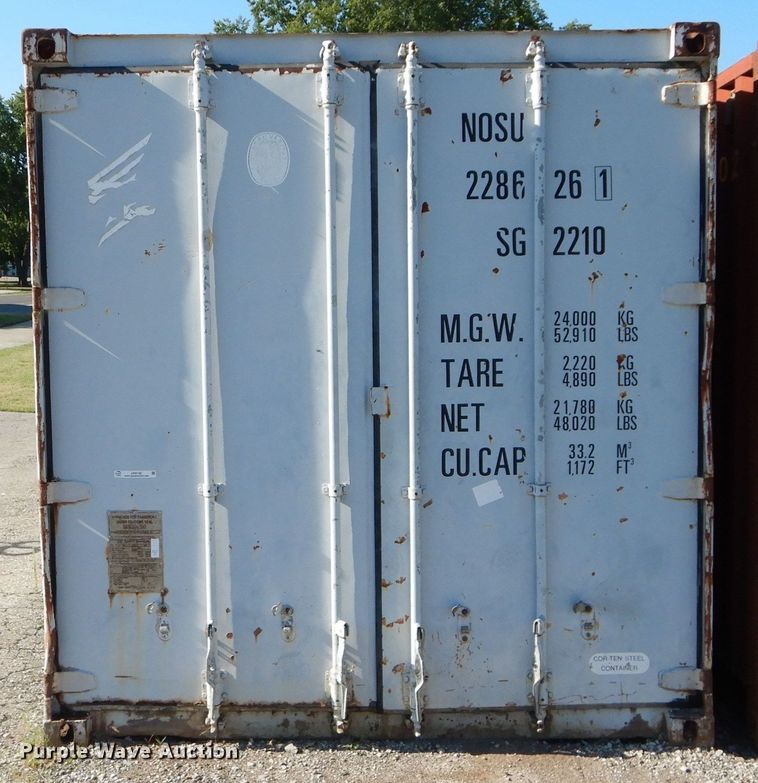 NOSU
2286 26 1
SG 2210
M.G.W. 24,000 KG
52,910 LBS
TARE 2,220 KG
4,890 LBS
NET 21,780 KG
48,020 LBS
CU.CAP 33.2 M³
1,172 FT³
COR-TEN STEEL
CONTAINER
Purple Wave Auction